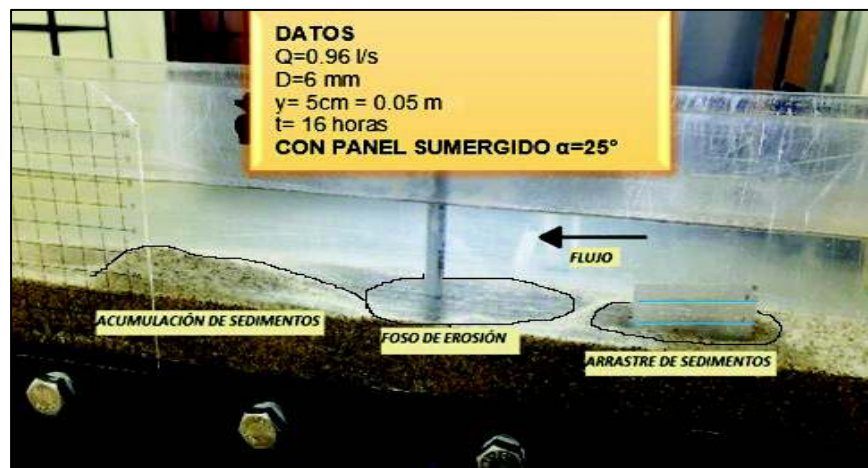 DATOS
Q=0.96 l/s
D=6 mm
y= 5cm = 0.05 m
t= 16 horas
CON PANEL SUMERGIDO α=25°
FLUJO
ACUMULACIÓN DE SEDIMENTOS
FOSO DE EROSIÓN
ARRASTRE DE SEDIMENTOS